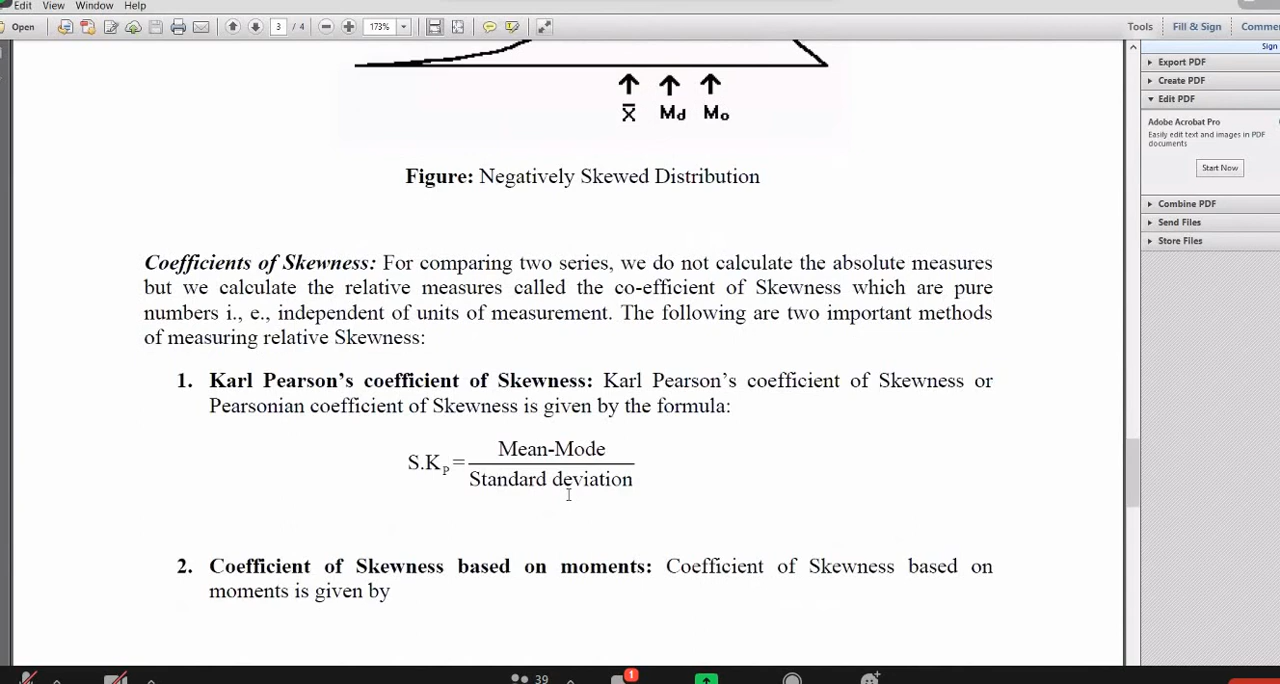 Edit View Window Help
Open 3 / 4 173% Tools Fill & Sign
Sign
Export PDF
Create PDF
Edit PDF
Adobe Acrobat Pro
Easily edit text and images in PDF
documents
Start Now
Combine PDF
Send Files
Store Files
X̅ Md Mo
Figure: Negatively Skewed Distribution
Coefficients of Skewness: For comparing two series, we do not calculate the absolute measures
but we calculate the relative measures called the co-efficient of Skewness which are pure
numbers i., e., independent of units of measurement. The following are two important methods
of measuring relative Skewness:
1. Karl Pearson's coefficient of Skewness: Karl Pearson's coefficient of Skewness or
Pearsonian coefficient of Skewness is given by the formula:
Mean-Mode
S.K_P =
Standard deviation
2. Coefficient of Skewness based on moments: Coefficient of Skewness based on
moments is given by
39 1